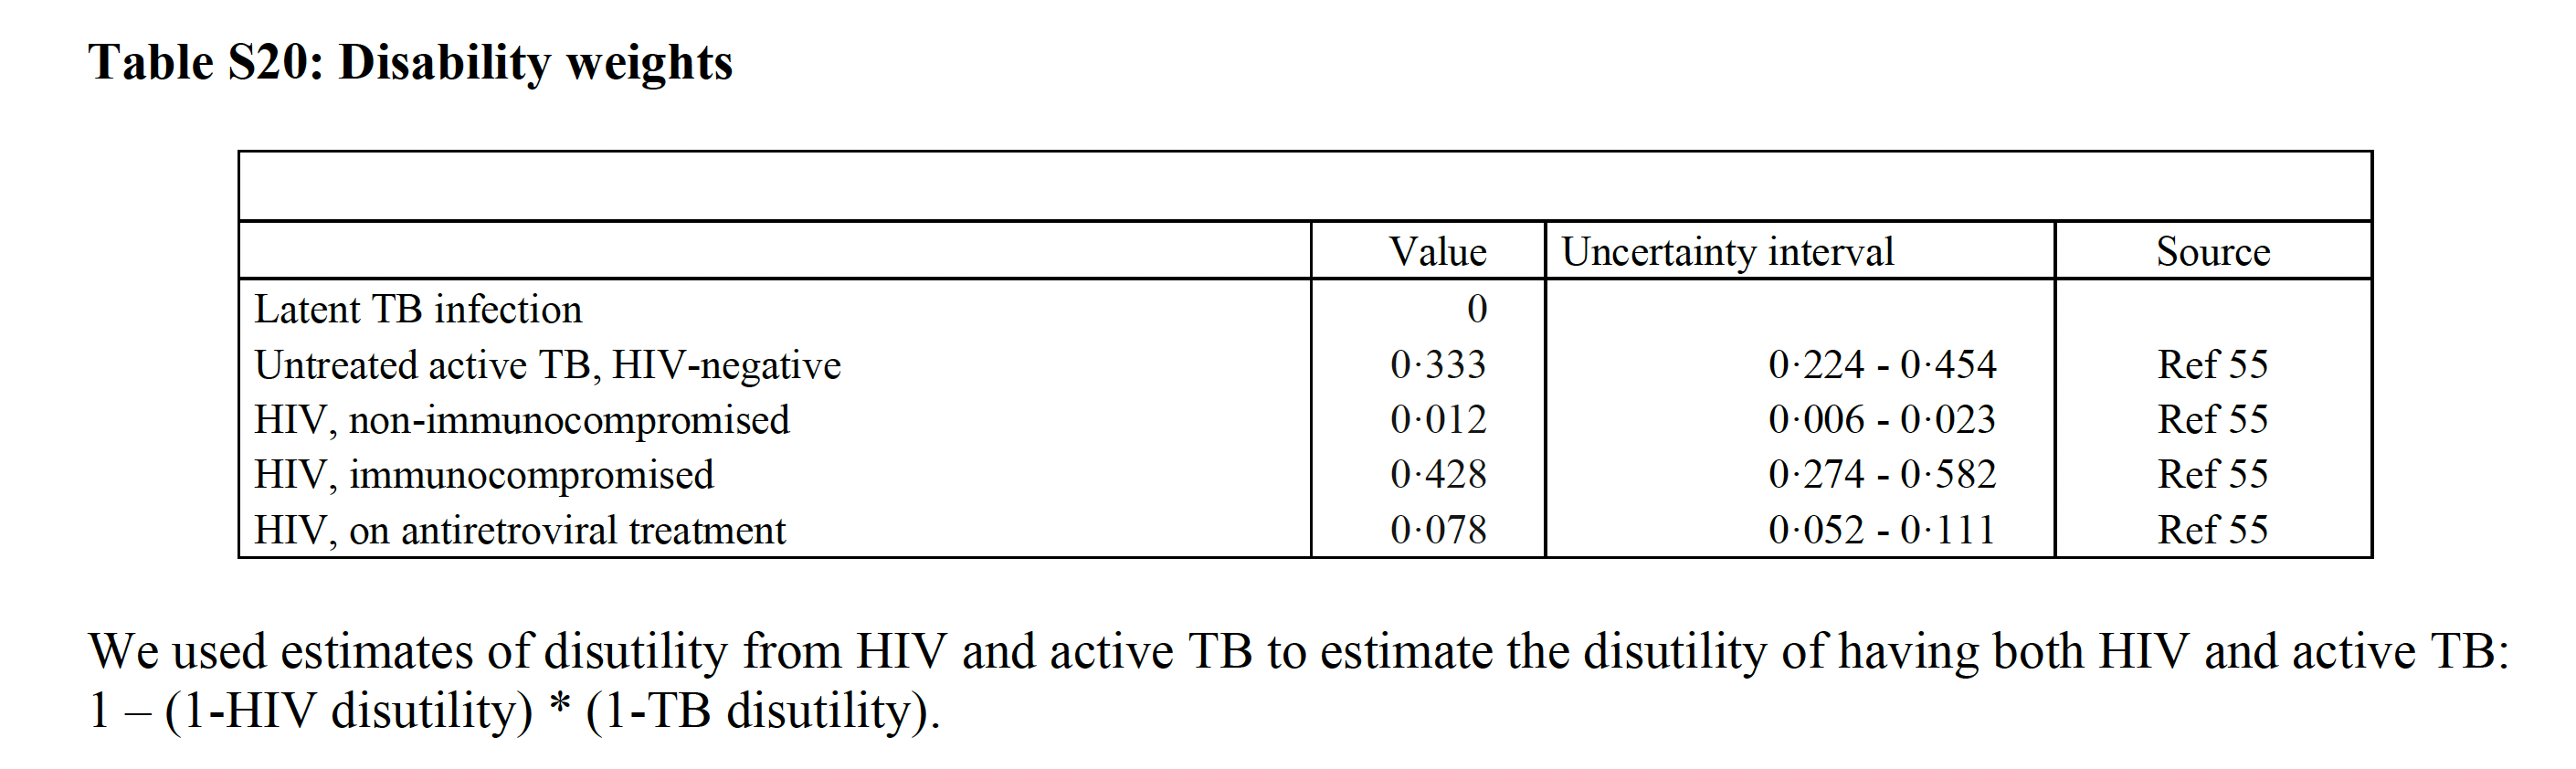 Table S20: Disability weights
Value Uncertainty interval Source
Latent TB infection 0
Untreated active TB, HIV-negative 0·333 0·224 - 0·454 Ref 55
HIV, non-immunocompromised 0·012 0·006 - 0·023 Ref 55
HIV, immunocompromised 0·428 0·274 - 0·582 Ref 55
HIV, on antiretroviral treatment 0·078 0·052 - 0·111 Ref 55
We used estimates of disutility from HIV and active TB to estimate the disutility of having both HIV and active TB:
1 – (1-HIV disutility) * (1-TB disutility).